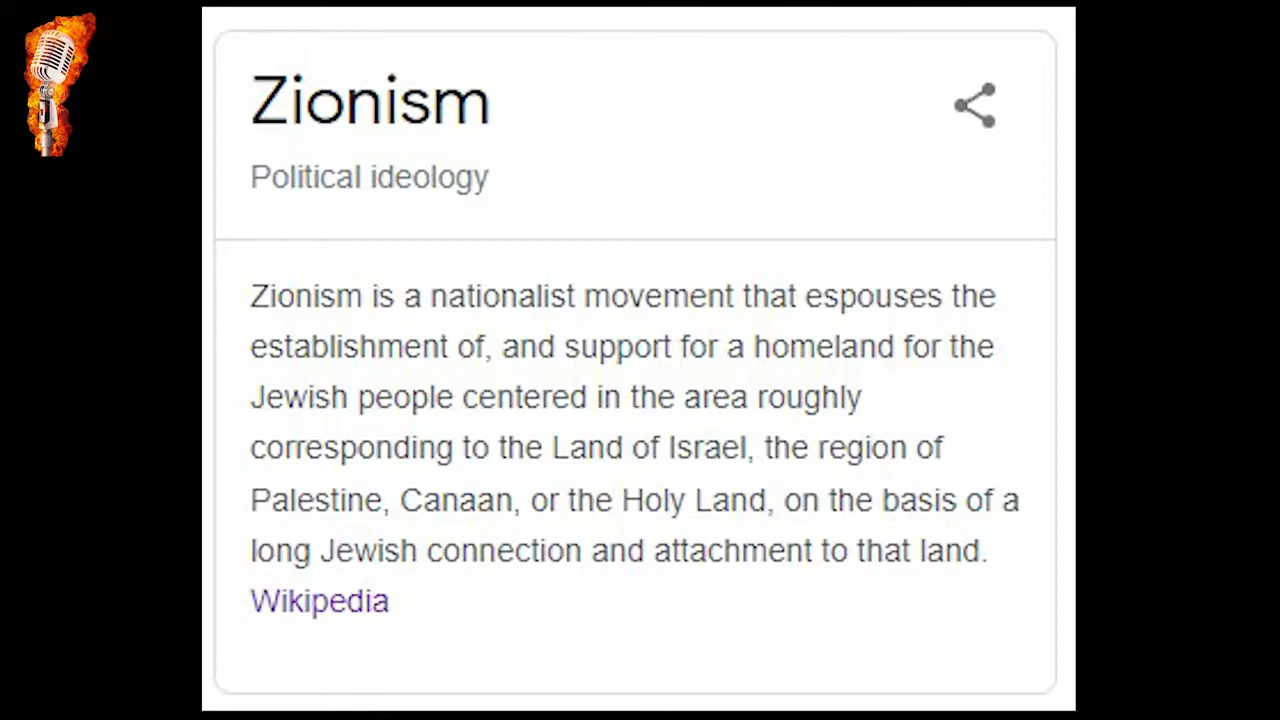 Zionism
Political ideology
Zionism is a nationalist movement that espouses the
establishment of, and support for a homeland for the
Jewish people centered in the area roughly
corresponding to the Land of Israel, the region of
Palestine, Canaan, or the Holy Land, on the basis of a
long Jewish connection and attachment to that land.
Wikipedia